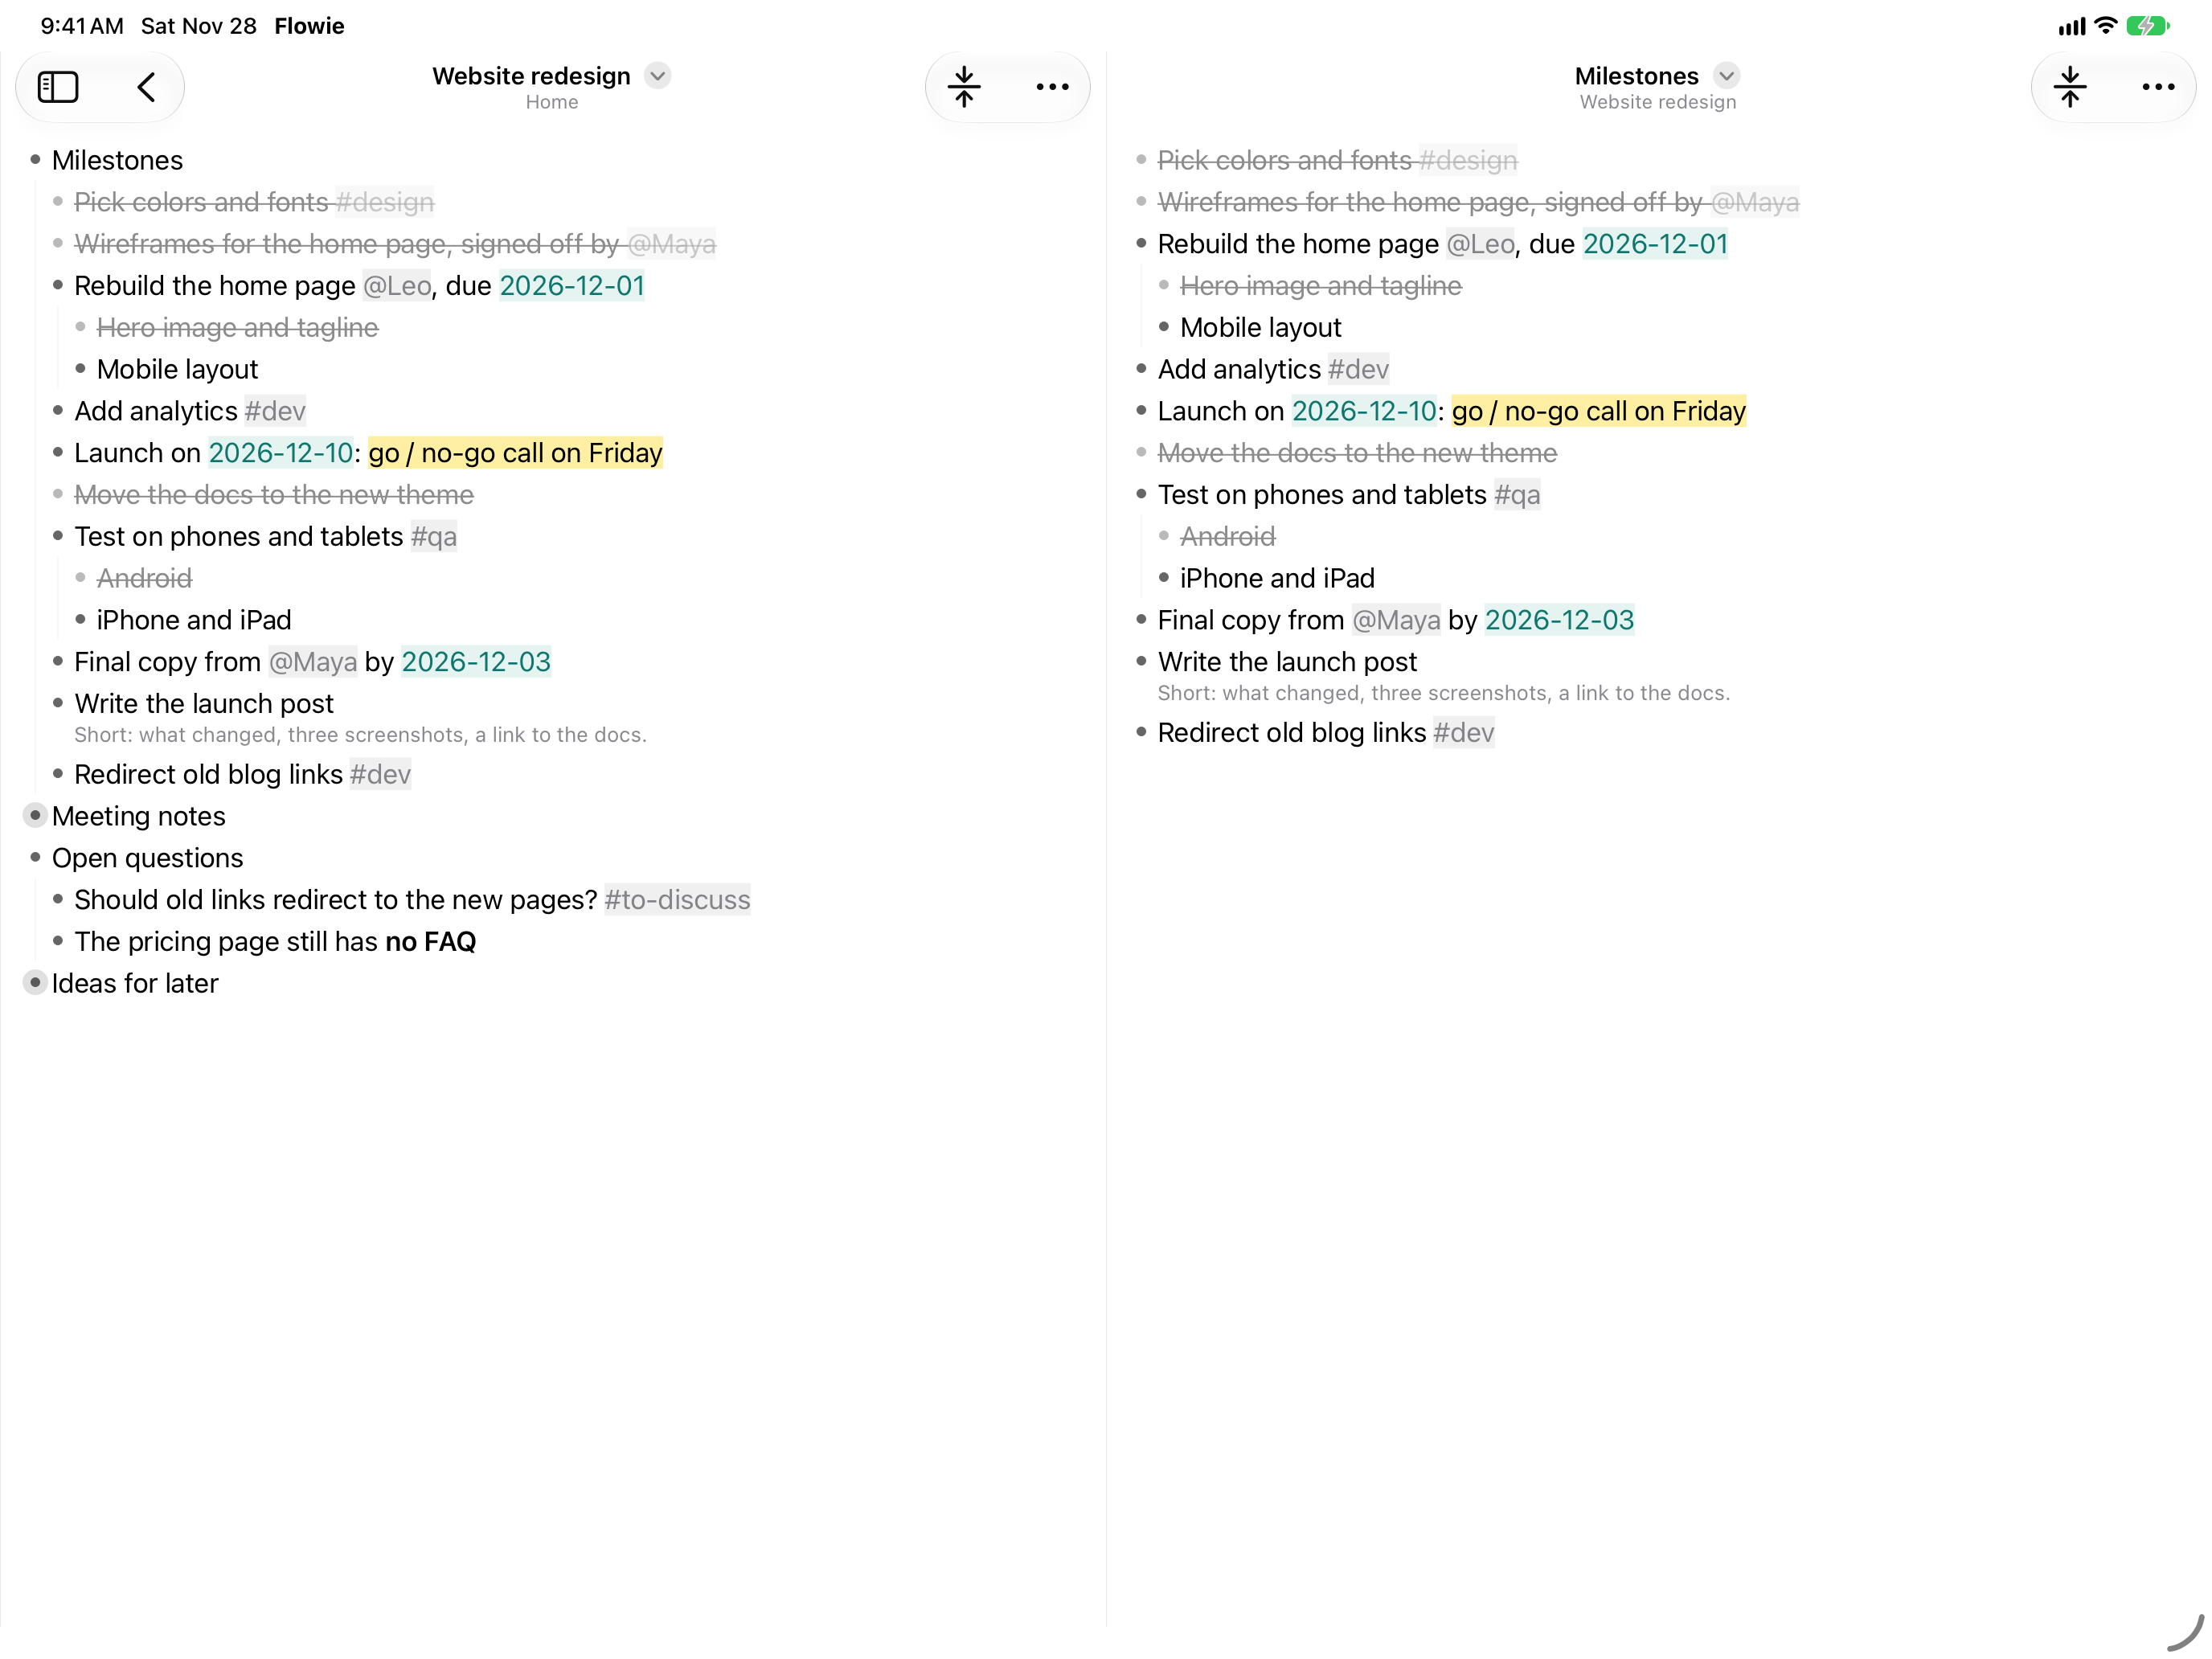 9:41 AM Sat Nov 28 Flowie
Website redesign
Home
Milestones
Pick colors and fonts #design
Wireframes for the home page, signed off by @Maya
Rebuild the home page @Leo, due 2026-12-01
Hero image and tagline
Mobile layout
Add analytics #dev
Launch on 2026-12-10: go / no-go call on Friday
Move the docs to the new theme
Test on phones and tablets #qa
Android
iPhone and iPad
Final copy from @Maya by 2026-12-03
Write the launch post
Short: what changed, three screenshots, a link to the docs.
Redirect old blog links #dev
Meeting notes
Open questions
Should old links redirect to the new pages? #to-discuss
The pricing page still has no FAQ
Ideas for later
Milestones
Website redesign
Pick colors and fonts #design
Wireframes for the home page, signed off by @Maya
Rebuild the home page @Leo, due 2026-12-01
Hero image and tagline
Mobile layout
Add analytics #dev
Launch on 2026-12-10: go / no-go call on Friday
Move the docs to the new theme
Test on phones and tablets #qa
Android
iPhone and iPad
Final copy from @Maya by 2026-12-03
Write the launch post
Short: what changed, three screenshots, a link to the docs.
Redirect old blog links #dev